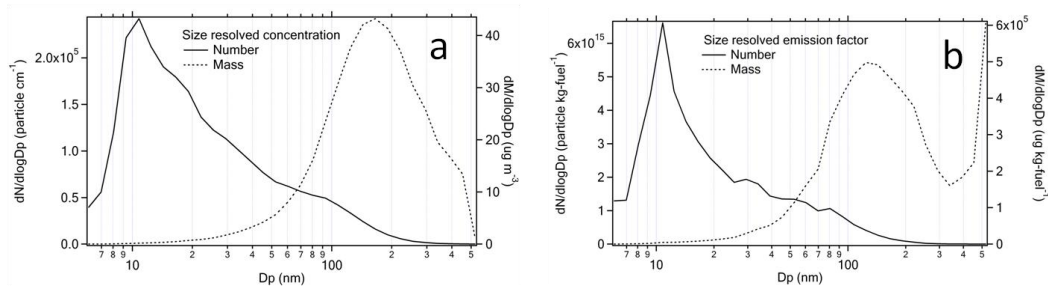 a
Size resolved concentration
Number
Mass
dN/dlogDp (particle cm⁻¹)
2.0x10⁵
1.5
1.0
0.5
0.0
40
30
20
10
0
dM/dlogDp (ug m⁻³)
7 8 9 10 2 3 4 5 6 7 8 9 100 2 3 4 5
Dp (nm)
b
Size resolved emission factor
Number
Mass
dN/dlogDp (particle kg-fuel⁻¹)
6x10¹⁵
5
4
3
2
1
0
6x10⁵
5
4
3
2
1
0
dM/dlogDp (ug kg-fuel⁻¹)
7 8 9 10 2 3 4 5 6 7 8 9 100 2 3 4 5
Dp (nm)